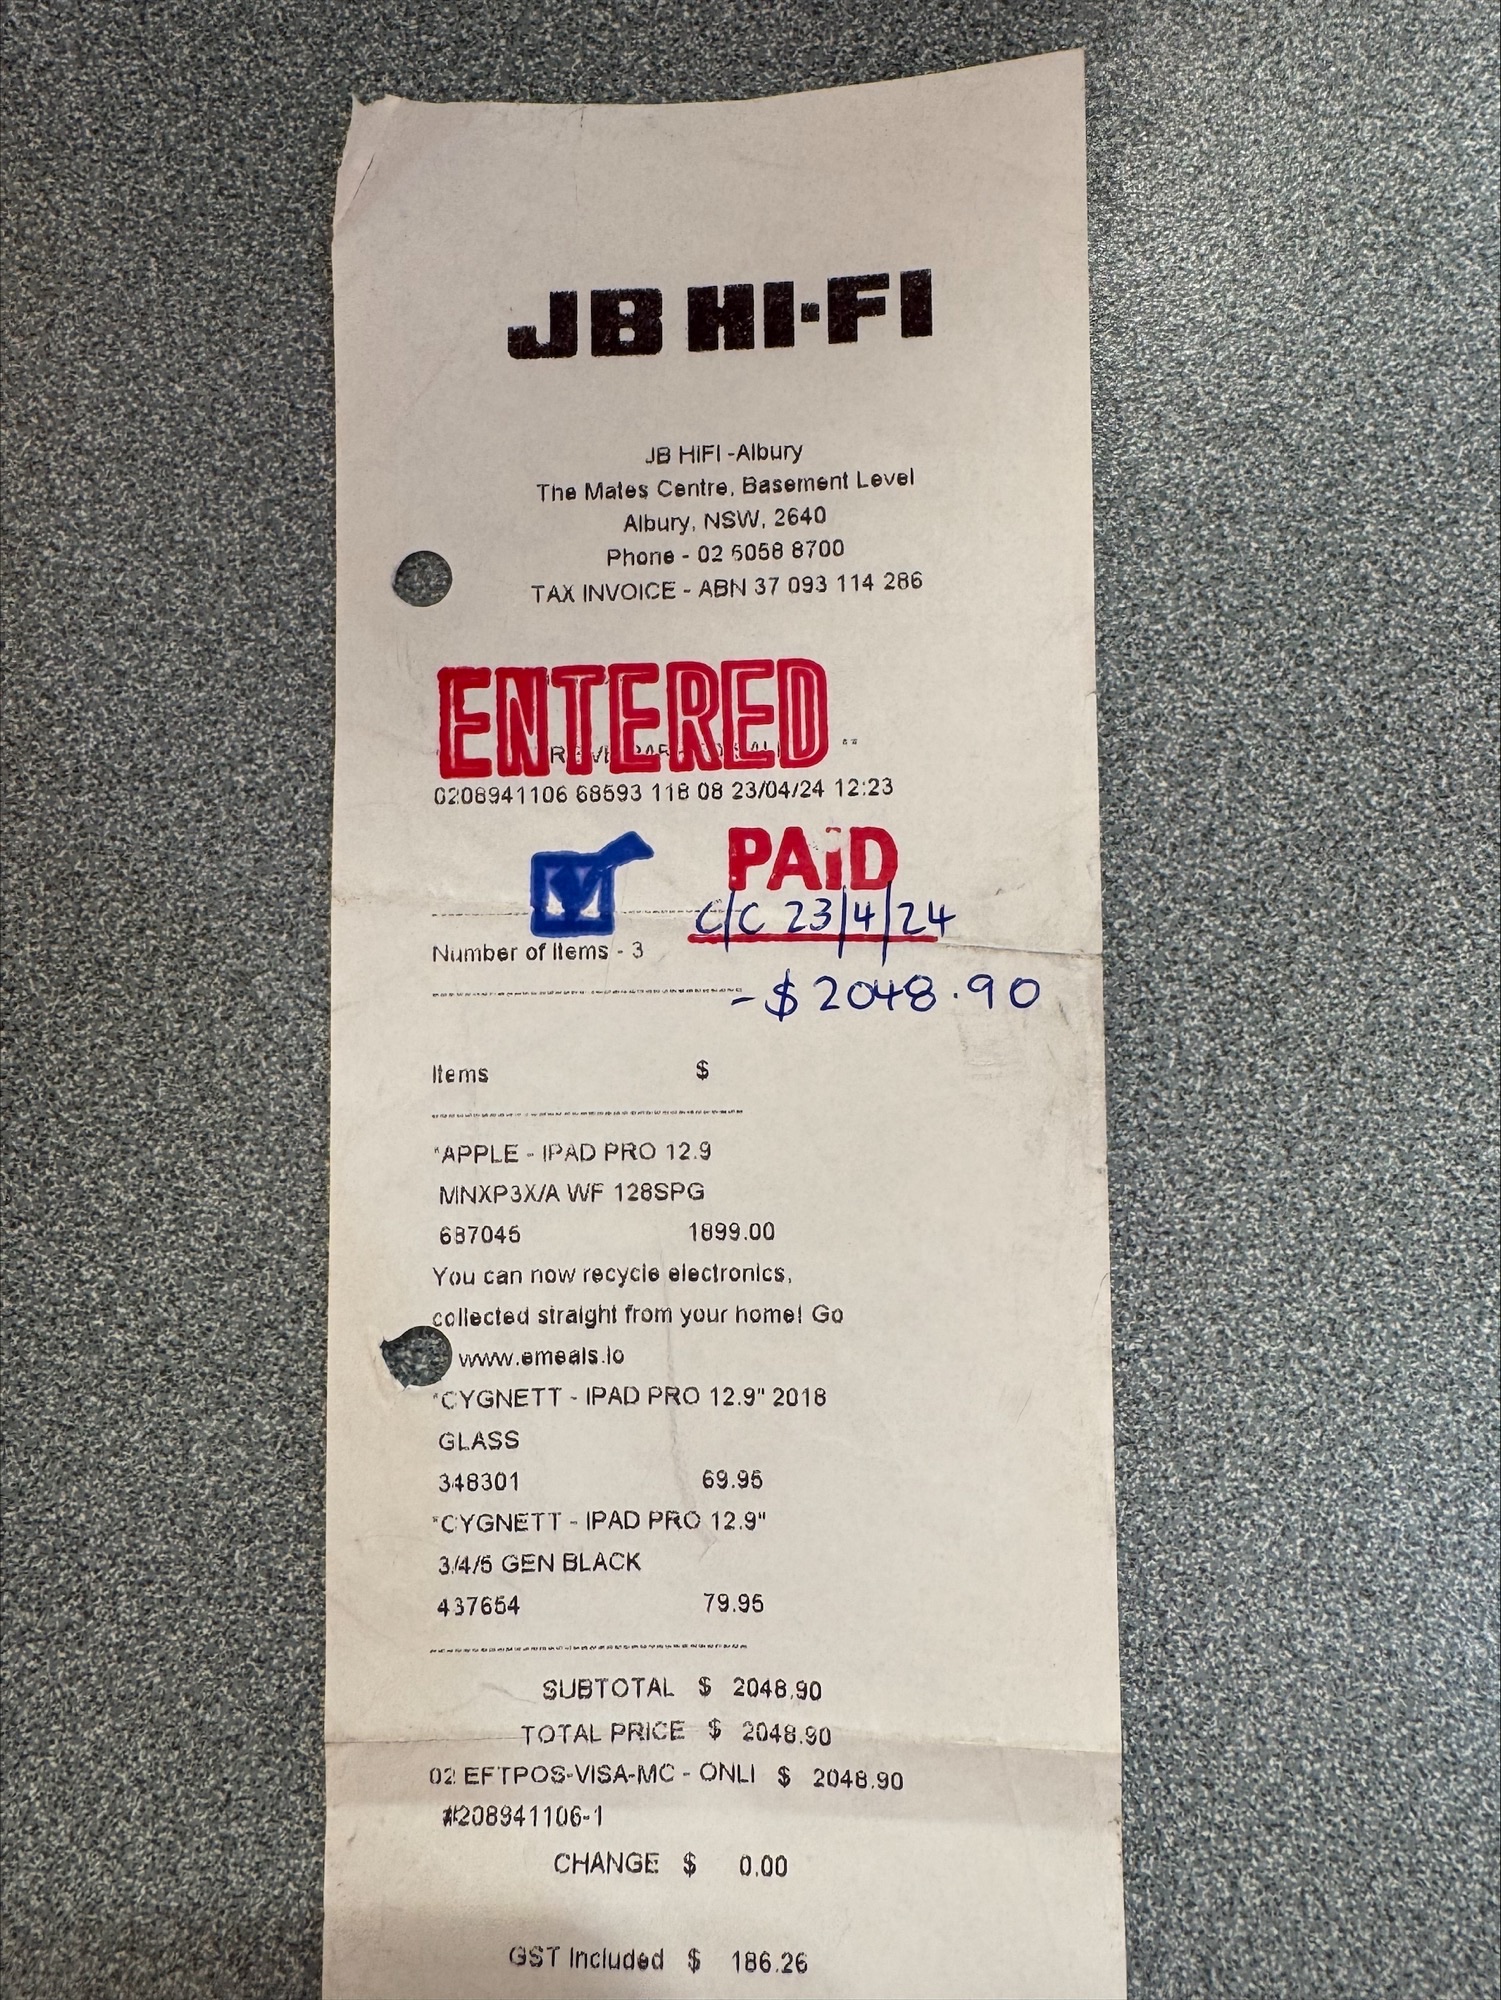 JB HI-FI
JB HIFI -Albury
The Mates Centre, Basement Level
Albury, NSW, 2640
Phone - 02 6058 8700
TAX INVOICE - ABN 37 093 114 286
ENTERED
0208941106 68593 118 08 23/04/24 12:23
M PAID
C/C 23/4/24
Number of Items - 3
- $2048.90
Items $
*APPLE - IPAD PRO 12.9
MNXP3X/A WF 128SPG
687045 1899.00
You can now recycle electronics,
collected straight from your home! Go
www.emeals.io
*CYGNETT - IPAD PRO 12.9" 2018
GLASS
348301 69.95
*CYGNETT - IPAD PRO 12.9"
3/4/5 GEN BLACK
437654 79.95
SUBTOTAL $ 2048.90
TOTAL PRICE $ 2048.90
02 EFTPOS-VISA-MC - ONLI $ 2048.90
#208941106-1
CHANGE $ 0.00
GST Included $ 186.26